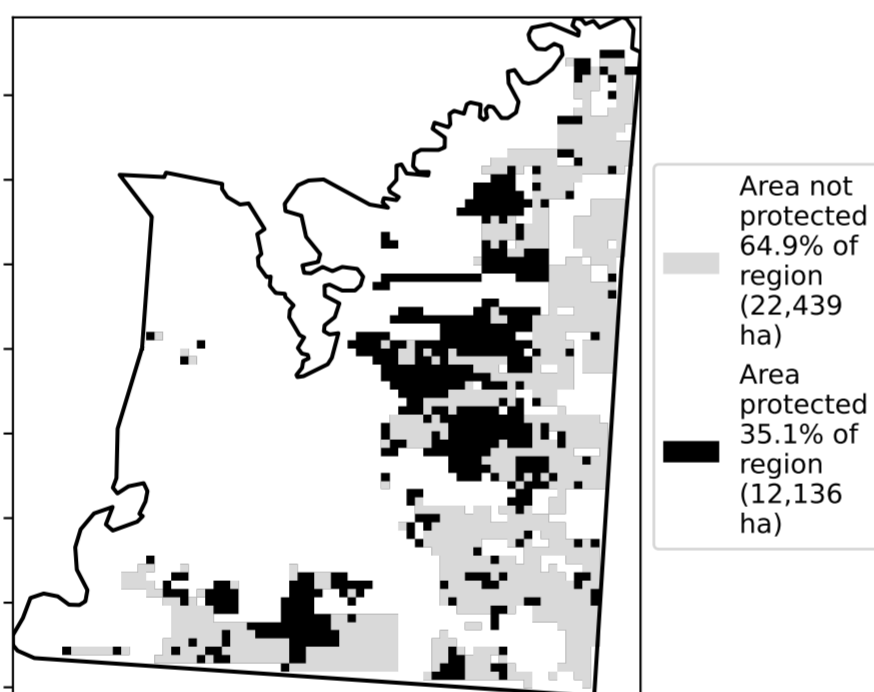 Area not
protected
64.9% of
region
(22,439
ha)
Area
protected
35.1% of
region
(12,136
ha)